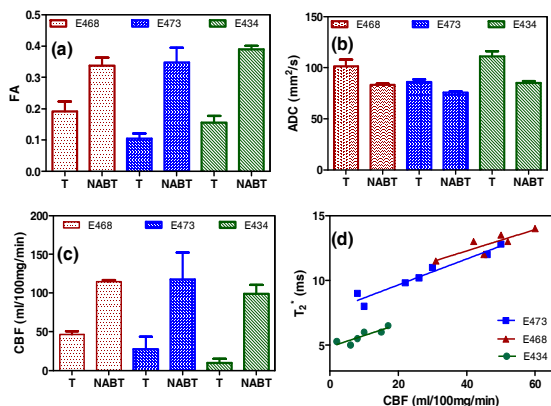 E468 E473 E434
(a)
FA
0.4
0.3
0.2
0.1
0.0
T NABT T NABT T NABT
E468 E473 E434
(b)
ADC (mm²/s)
150
100
50
0
T NABT T NABT T NABT
E468 E473 E434
(c)
CBF (ml/100mg/min)
150
100
50
0
T NABT T NABT T NABT
(d)
T₂* (ms)
15
10
5
E473
E468
E434
0 20 40 60
CBF (ml/100mg/min)